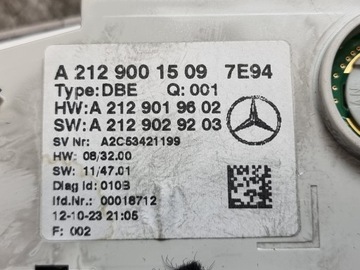 A 212 900 15 09 7E94
Type:DBE Q:001
HW:A 212 901 96 02
SW:A 212 902 92 03
SV Nr: A2C53421199
HW: 08/32.00
SW: 11/47.01
Diag Id: 010B
lfd.Nr.: 00018712
12-10-23 21:05
F: 002